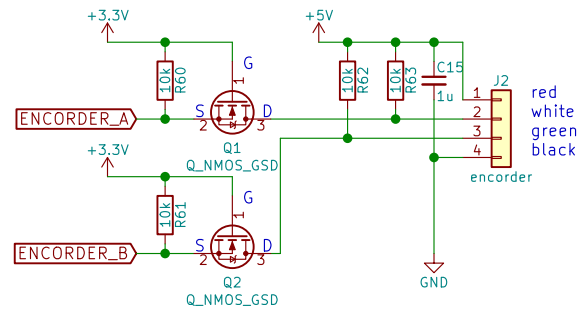 +3.3V
+5V
10k
R60
G
1
S
D
2
3
ENCORDER_A
Q1
Q_NMOS_GSD
10k
R62
10k
R63
C15
1u
J2
1
2
3
4
red
white
green
black
encorder
+3.3V
10k
R61
G
1
S
D
2
3
ENCORDER_B
Q2
Q_NMOS_GSD
GND